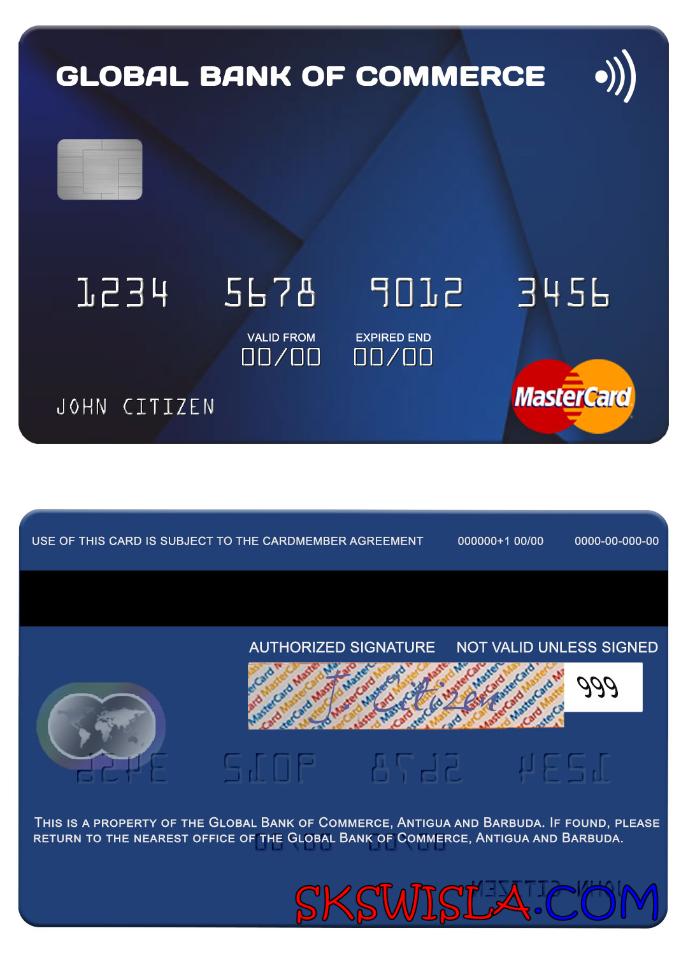 GLOBAL BANK OF COMMERCE
1234 5678 9012 3456
VALID FROM EXPIRED END
00/00 00/00
JOHN CITIZEN
MasterCard
USE OF THIS CARD IS SUBJECT TO THE CARDMEMBER AGREEMENT 000000+1 00/00 0000-00-000-00
AUTHORIZED SIGNATURE NOT VALID UNLESS SIGNED
J. Citizen 999
THIS IS A PROPERTY OF THE GLOBAL BANK OF COMMERCE, ANTIGUA AND BARBUDA. IF FOUND, PLEASE
RETURN TO THE NEAREST OFFICE OF THE GLOBAL BANK OF COMMERCE, ANTIGUA AND BARBUDA.
SKSWISLA.COM